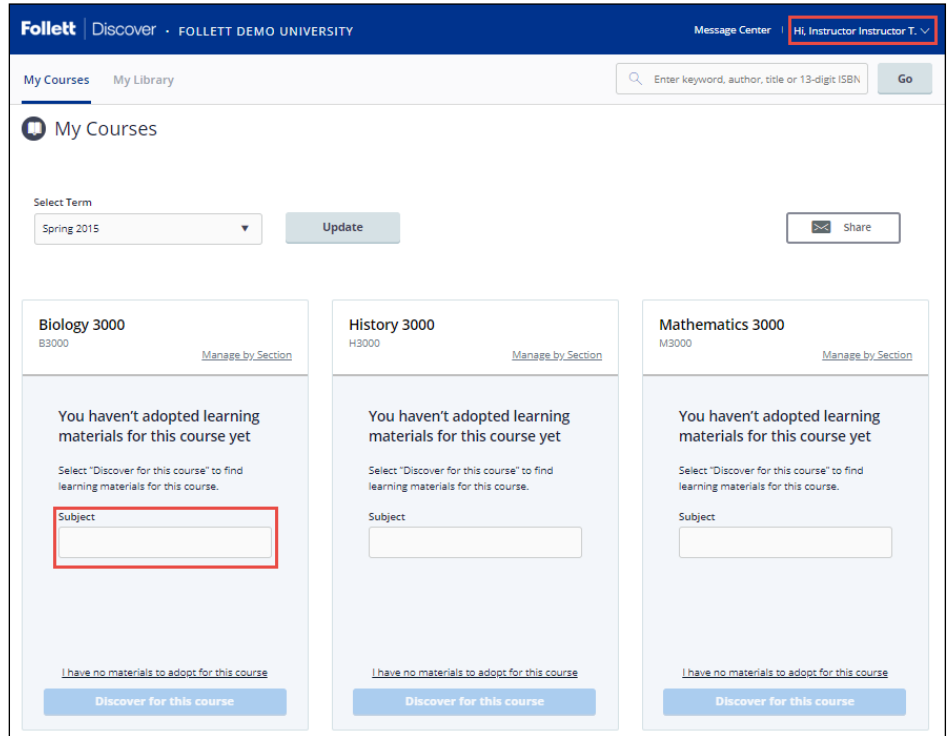 Follett | Discover · FOLLETT DEMO UNIVERSITY
Message Center | Hi, Instructor Instructor T.
My Courses My Library
Enter keyword, author, title or 13-digit ISBN
Go
My Courses
Select Term
Spring 2015
Update
Share
Biology 3000
B3000
Manage by Section
You haven't adopted learning
materials for this course yet
Select "Discover for this course" to find
learning materials for this course.
Subject
I have no materials to adopt for this course
Discover for this course
History 3000
H3000
Manage by Section
You haven't adopted learning
materials for this course yet
Select "Discover for this course" to find
learning materials for this course.
Subject
I have no materials to adopt for this course
Discover for this course
Mathematics 3000
M3000
Manage by Section
You haven't adopted learning
materials for this course yet
Select "Discover for this course" to find
learning materials for this course.
Subject
I have no materials to adopt for this course
Discover for this course